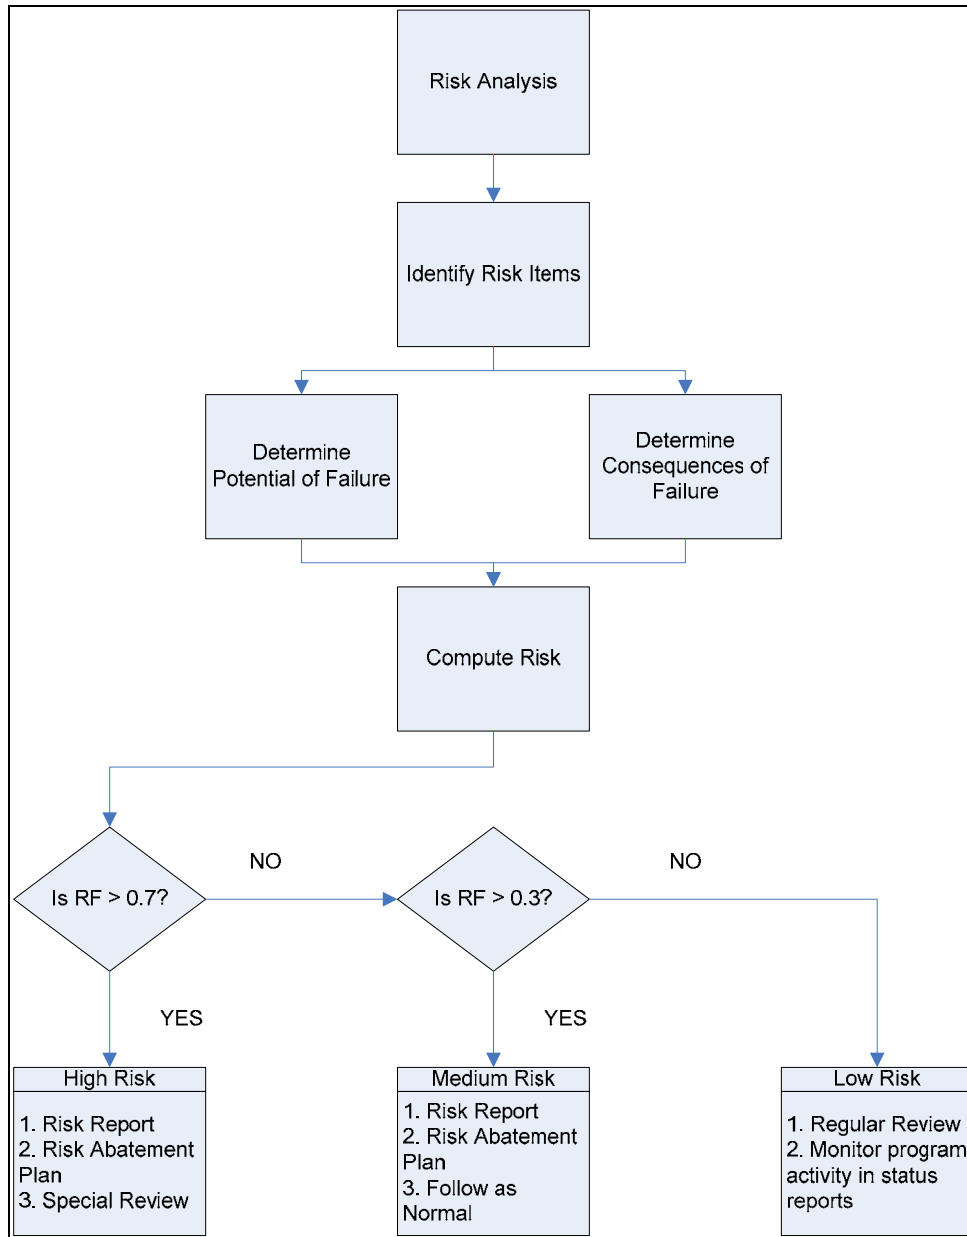 Risk Analysis
Identify Risk Items
Determine
Potential of Failure
Determine
Consequences of
Failure
Compute Risk
Is RF > 0.7?
NO
Is RF > 0.3?
NO
YES
YES
High Risk
1. Risk Report
2. Risk Abatement
Plan
3. Special Review
Medium Risk
1. Risk Report
2. Risk Abatement
Plan
3. Follow as
Normal
Low Risk
1. Regular Review
2. Monitor program
activity in status
reports